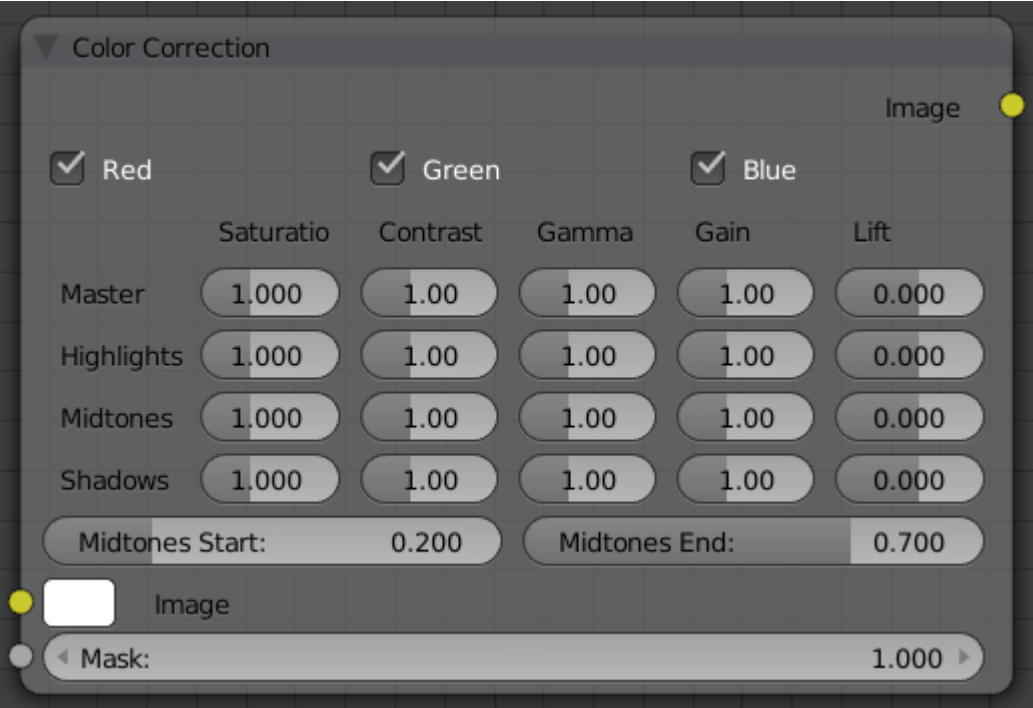 Color Correction
Image
Red Green Blue
Saturatio Contrast Gamma Gain Lift
Master 1.000 1.00 1.00 1.00 0.000
Highlights 1.000 1.00 1.00 1.00 0.000
Midtones 1.000 1.00 1.00 1.00 0.000
Shadows 1.000 1.00 1.00 1.00 0.000
Midtones Start: 0.200 Midtones End: 0.700
Image
Mask: 1.000